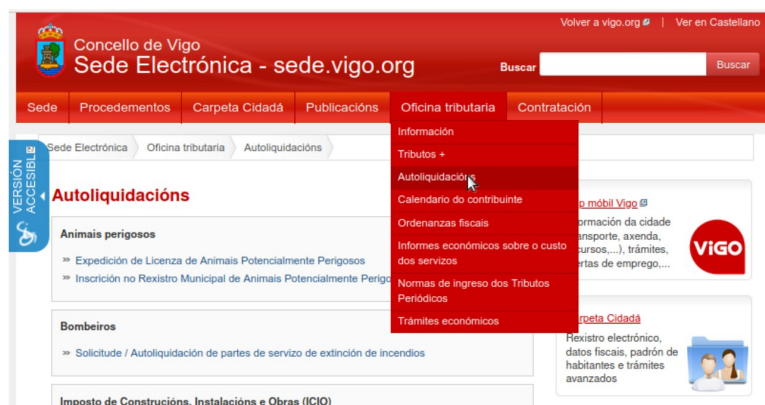 Volver a vigo.org | Ver en Castellano
Concello de Vigo
Sede Electrónica - sede.vigo.org
Buscar
Buscar
Sede Procedementos Carpeta Cidadá Publicacións Oficina tributaria Contratación
Información
Tributos +
Autoliquidacións
Calendario do contribuínte
Ordenanzas fiscais
Informes económicos sobre o custo
dos servizos
Normas de ingreso dos Tributos
Periódicos
Trámites económicos
Sede Electrónica Oficina tributaria Autoliquidacións
VERSIÓN
ACCESIBLE
Autoliquidacións
Animais perigosos
» Expedición de Licenza de Animais Potencialmente Perigosos
» Inscrición no Rexistro Municipal de Animais Potencialmente Perigo
Bombeiros
» Solicitude / Autoliquidación de partes de servizo de extinción de incendios
Imposto de Construcións, Instalacións e Obras (ICIO)
p móbil Vigo
ormación da cidade
ansporte, axenda,
cursos,...), trámites,
ertas de emprego,...
ViGO
rpeta Cidadá
Rexistro electrónico,
datos fiscais, padrón de
habitantes e trámites
avanzados